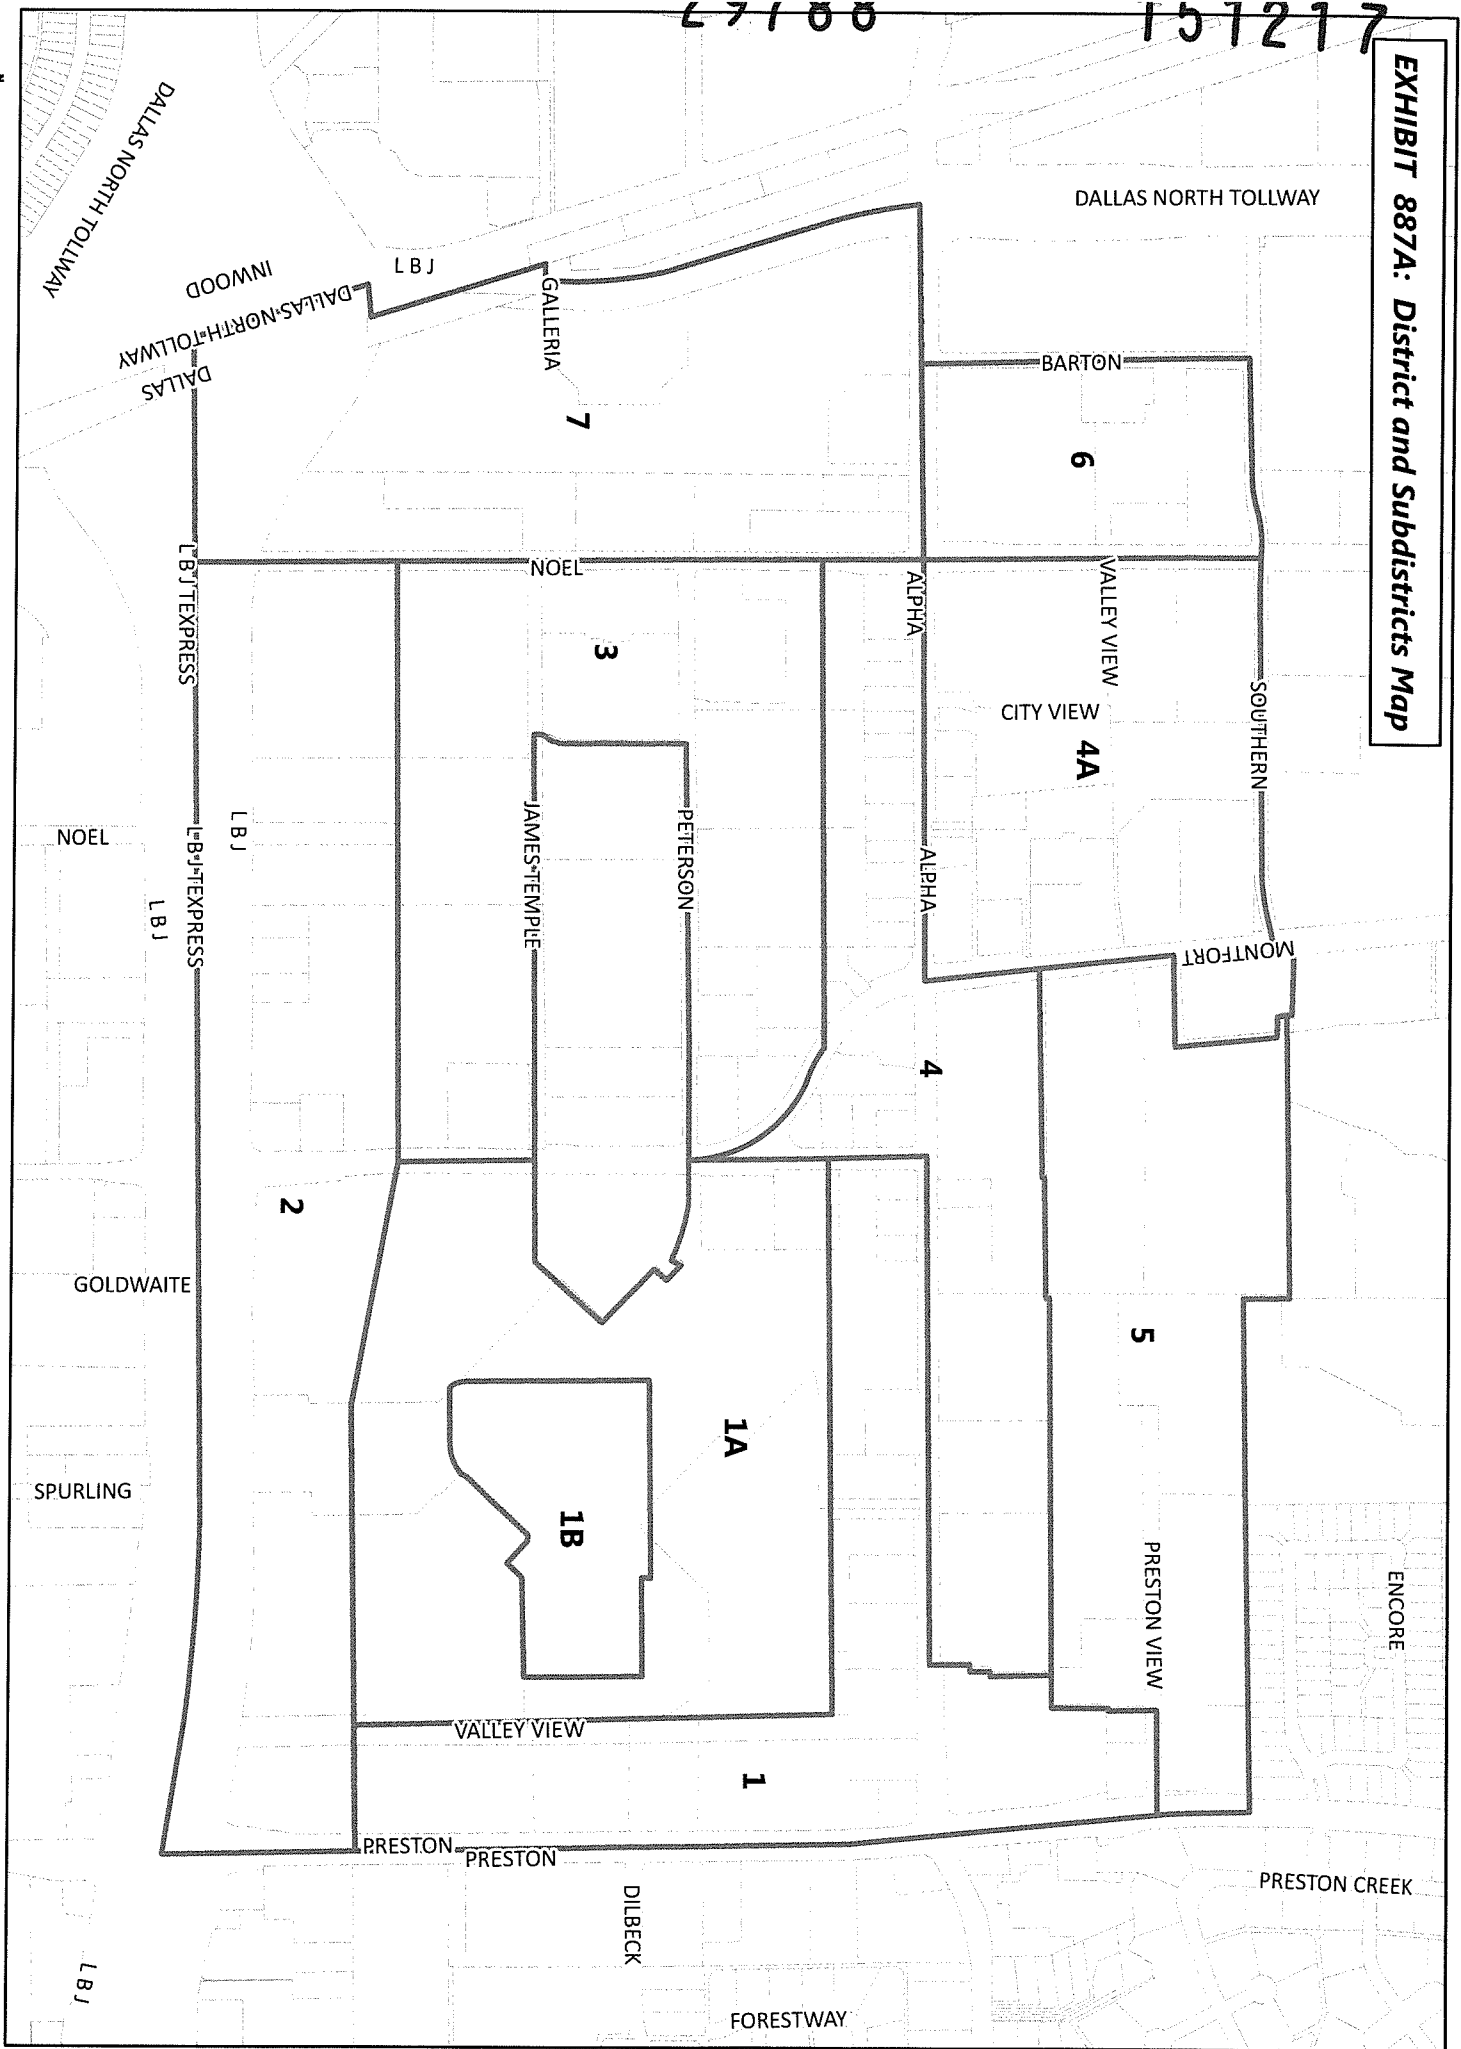 151217
EXHIBIT 887A: District and Subdistricts Map
DALLAS NORTH TOLLWAY
DALLAS NORTH TOLLWAY
DALLAS NORTH TOLLWAY
INWOOD
DALLAS NORTH TOLLWAY
DALLAS
L B J
GALLERIA
BARTON
7
6
NOEL
L B J TEXPRESS
ALPHA
VALLEY VIEW
SOUTHERN
3
CITY VIEW
4A
NOEL
L B J
L B J
L B J TEXPRESS
JAMES TEMPLE
PETERSON
ALPHA
MONTFORT
4
2
GOLDWAITE
5
1A
SPURLING
1B
PRESTON VIEW
ENCORE
VALLEY VIEW
1
PRESTON
PRESTON
PRESTON CREEK
DILBECK
L B J
FORESTWAY